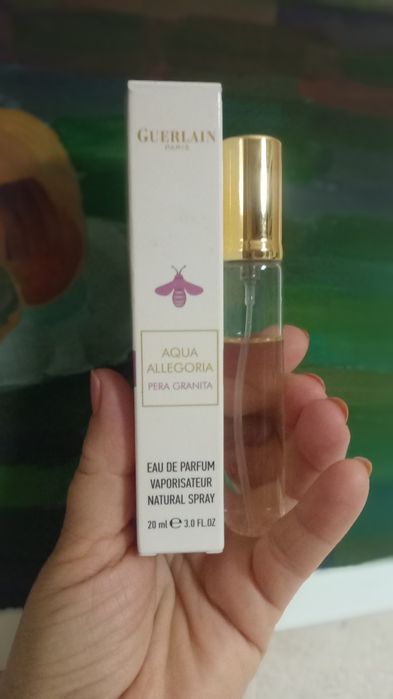 GUERLAIN
PARIS
AQUA
ALLEGORIA
PERA GRANITA
EAU DE PARFUM
VAPORISATEUR
NATURAL SPRAY
20 ml ℮ 3.0 FL.OZ